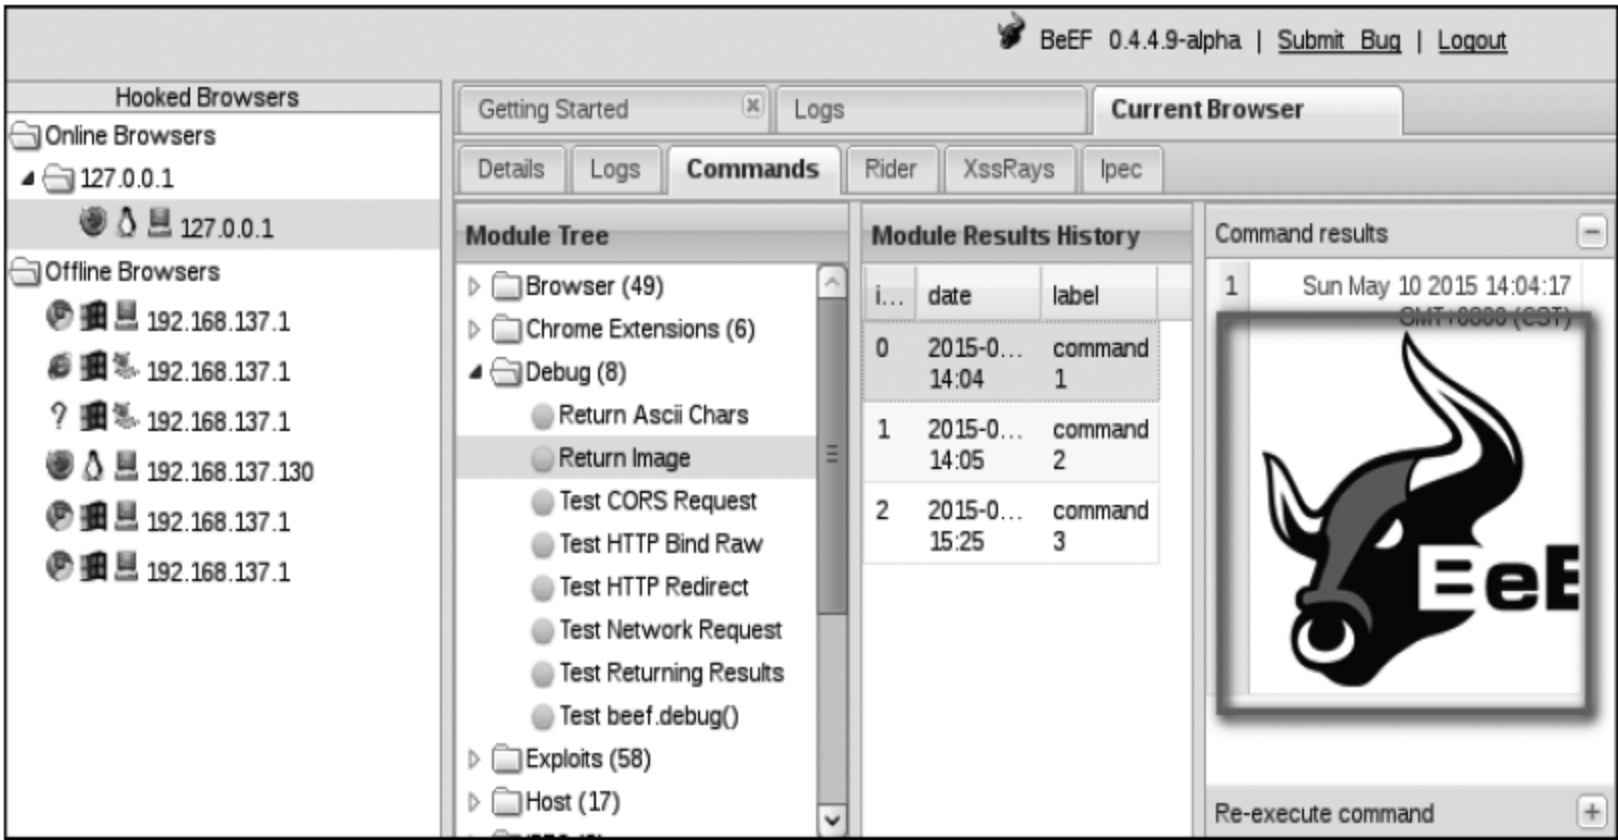 BeEF 0.4.4.9-alpha | Submit Bug | Logout
Hooked Browsers
Online Browsers
127.0.0.1
127.0.0.1
Offline Browsers
192.168.137.1
192.168.137.1
192.168.137.1
192.168.137.130
192.168.137.1
192.168.137.1
Getting Started
Logs
Current Browser
Details
Logs
Commands
Rider
XssRays
Ipec
Module Tree
Browser (49)
Chrome Extensions (6)
Debug (8)
Return Ascii Chars
Return Image
Test CORS Request
Test HTTP Bind Raw
Test HTTP Redirect
Test Network Request
Test Returning Results
Test beef.debug()
Exploits (58)
Host (17)
Module Results History
i... date label
0 2015-0... command
14:04 1
1 2015-0... command
14:05 2
2 2015-0... command
15:25 3
Command results
1 Sun May 10 2015 14:04:17
GMT+0800 (CST)
BeE
Re-execute command